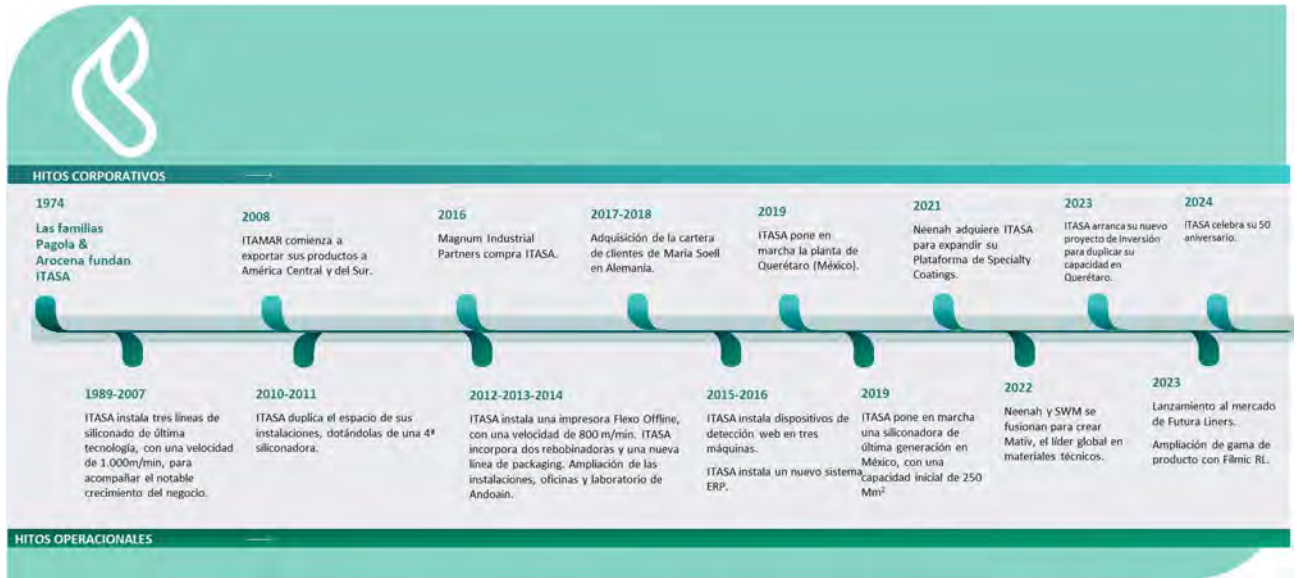 HITOS CORPORATIVOS
1974
Las familias
Pagola &
Arocena fundan
ITASA
2008
ITAMAR comienza a
exportar sus productos a
América Central y del Sur.
2016
Magnum Industrial
Partners compra ITASA.
2017-2018
Adquisición de la cartera
de clientes de Maria Soell
en Alemania.
2019
ITASA pone en
marcha la planta de
Querétaro (México).
2021
Neenah adquiere ITASA
para expandir su
Plataforma de Specialty
Coatings.
2023
ITASA arranca su nuevo
proyecto de Inversión
para duplicar su
capacidad en
Querétaro.
2024
ITASA celebra su 50
aniversario.
1989-2007
ITASA instala tres líneas de
siliconado de última
tecnología, con una velocidad
de 1.000m/min, para
acompañar el notable
crecimiento del negocio.
2010-2011
ITASA duplica el espacio de sus
instalaciones, dotándolas de una 4ª
siliconadora.
2012-2013-2014
ITASA instala una impresora Flexo Offline,
con una velocidad de 800 m/min. ITASA
incorpora dos rebobinadoras y una nueva
línea de packaging. Ampliación de las
instalaciones, oficinas y laboratorio de
Andoain.
2015-2016
ITASA instala dispositivos de
detección web en tres
máquinas.
ITASA instala un nuevo sistema
ERP.
2019
ITASA pone en marcha
una siliconadora de
última generación en
México, con una
capacidad inicial de 250
Mm²
2022
Neenah y SWM se
fusionan para crear
Mativ, el líder global en
materiales técnicos.
2023
Lanzamiento al mercado
de Futura Liners.
Ampliación de gama de
producto con Filmic RL.
HITOS OPERACIONALES